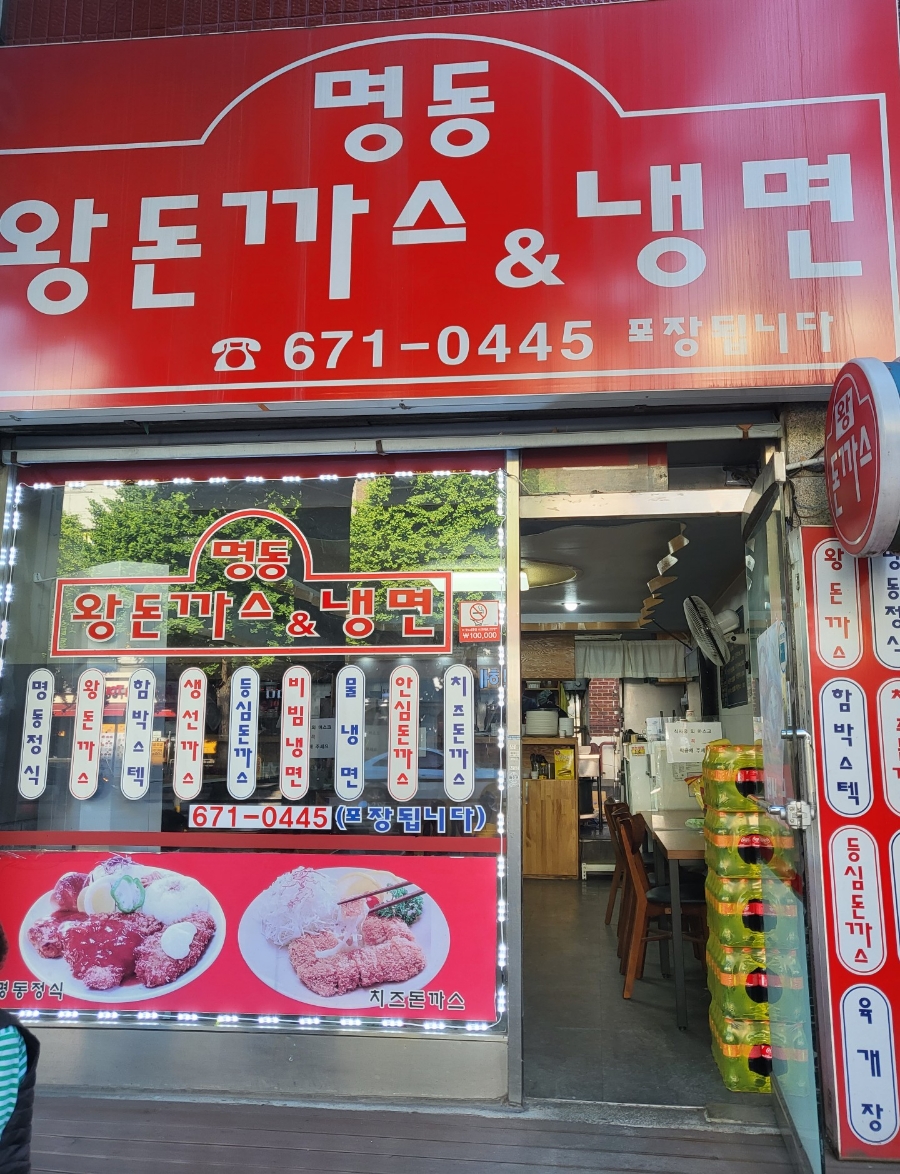 명동
왕돈까스 & 냉면
☎ 671-0445 포장됩니다
왕
돈까스
명동
왕돈까스 & 냉면
₩100,000
명동정식
왕돈까스
함박스텍
생선까스
등심돈까스
비빔냉면
물냉면
안심돈까스
치즈돈까스
671-0445 (포장됩니다)
명동정식
치즈돈까스
왕돈까스
함박스텍
등심돈까스
육개장